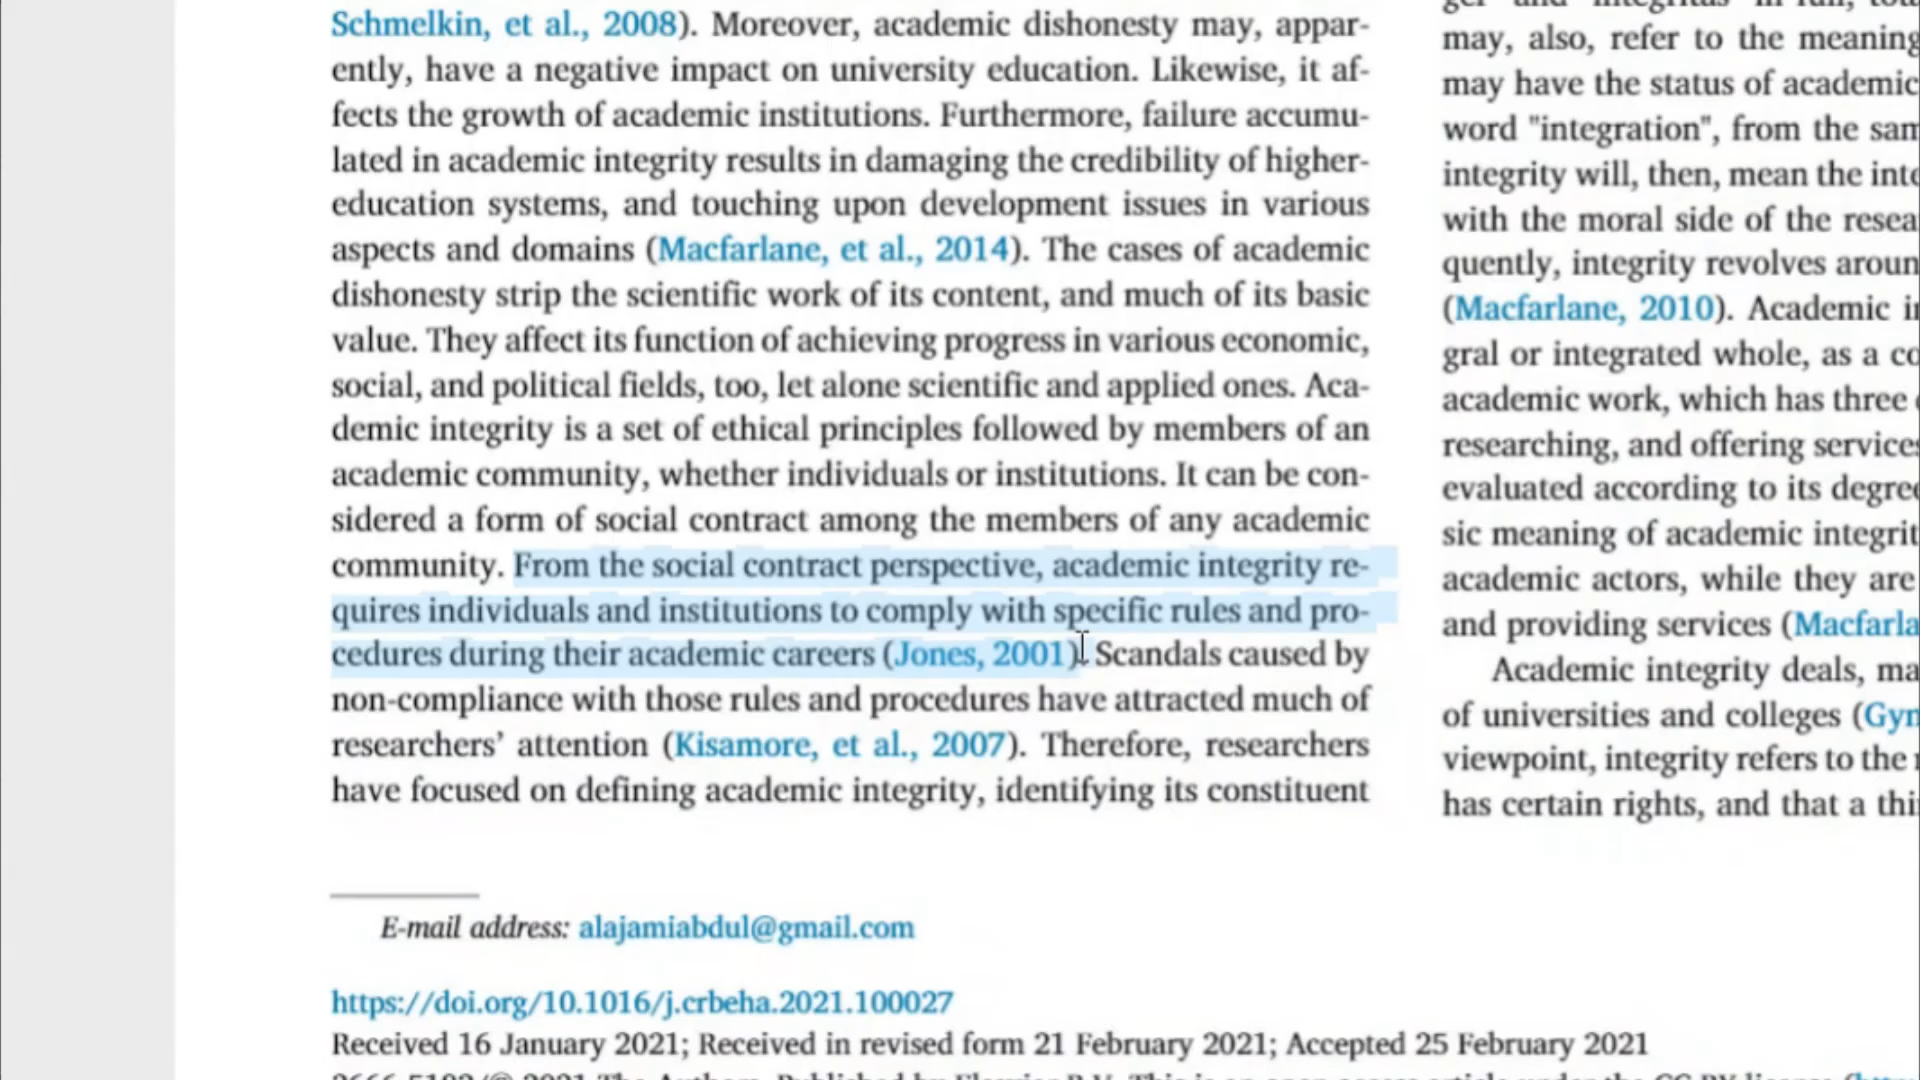 Schmelkin, et al., 2008). Moreover, academic dishonesty may, appar-
ently, have a negative impact on university education. Likewise, it af-
fects the growth of academic institutions. Furthermore, failure accumu-
lated in academic integrity results in damaging the credibility of higher-
education systems, and touching upon development issues in various
aspects and domains (Macfarlane, et al., 2014). The cases of academic
dishonesty strip the scientific work of its content, and much of its basic
value. They affect its function of achieving progress in various economic,
social, and political fields, too, let alone scientific and applied ones. Aca-
demic integrity is a set of ethical principles followed by members of an
academic community, whether individuals or institutions. It can be con-
sidered a form of social contract among the members of any academic
community. From the social contract perspective, academic integrity re-
quires individuals and institutions to comply with specific rules and pro-
cedures during their academic careers (Jones, 2001). Scandals caused by
non-compliance with those rules and procedures have attracted much of
researchers’ attention (Kisamore, et al., 2007). Therefore, researchers
have focused on defining academic integrity, identifying its constituent
E-mail address: alajamiabdul@gmail.com
https://doi.org/10.1016/j.crbeha.2021.100027
Received 16 January 2021; Received in revised form 21 February 2021; Accepted 25 February 2021
may, also, refer to the meaning
may have the status of academic
word "integration", from the
integrity will, then, mean the
with the moral side of the
quently, integrity revolves
(Macfarlane, 2010). Academic
gral or integrated whole, as a
academic work, which has three
researching, and offering
evaluated according to its
sic meaning of academic
academic actors, while they are
and providing services (
Academic integrity deals,
of universities and colleges (
viewpoint, integrity refers to the
has certain rights, and that a